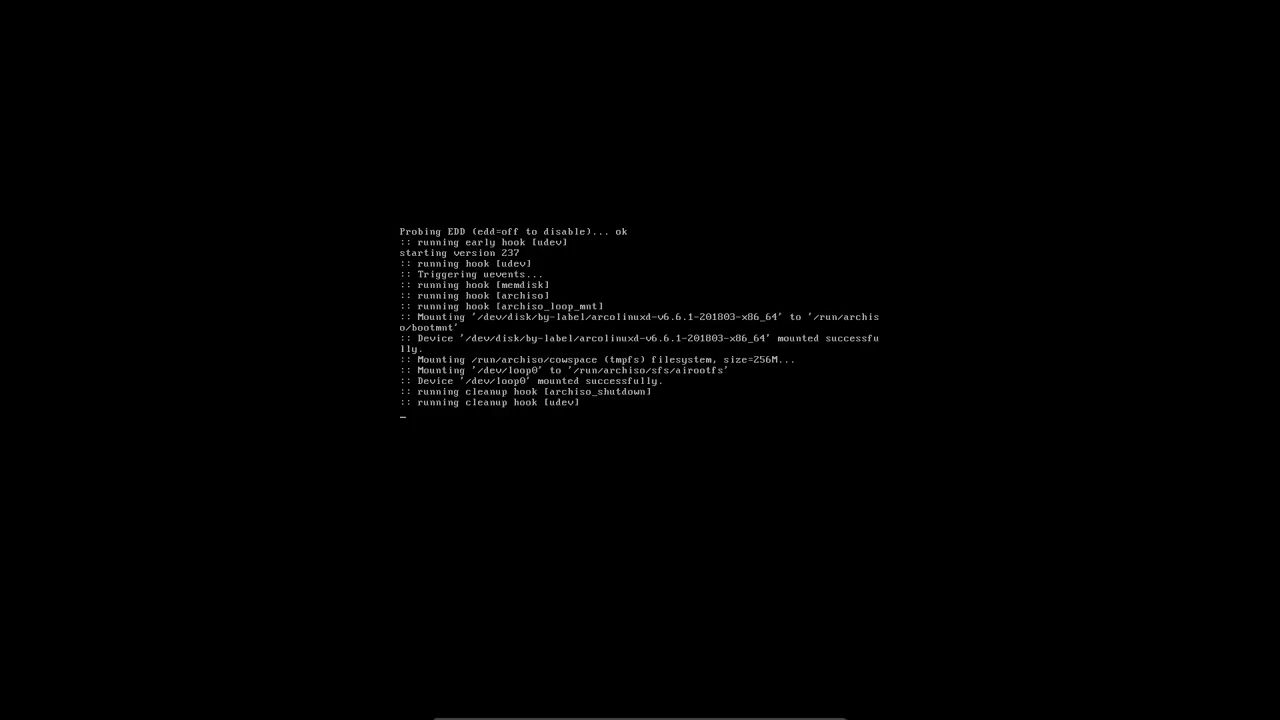 Probing EDD (edd=off to disable)... ok
:: running early hook [udev]
starting version 237
:: running hook [udev]
:: Triggering uevents...
:: running hook [memdisk]
:: running hook [archiso]
:: running hook [archiso_loop_mnt]
:: Mounting '/dev/disk/by-label/arcolinuxd-v6.6.1-201803-x86_64' to '/run/archis
o/bootmnt'
:: Device '/dev/disk/by-label/arcolinuxd-v6.6.1-201803-x86_64' mounted successfu
lly.
:: Mounting /run/archiso/cowspace (tmpfs) filesystem, size=256M...
:: Mounting '/dev/loop0' to '/run/archiso/sfs/airootfs'
:: Device '/dev/loop0' mounted successfully.
:: running cleanup hook [archiso_shutdown]
:: running cleanup hook [udev]
_